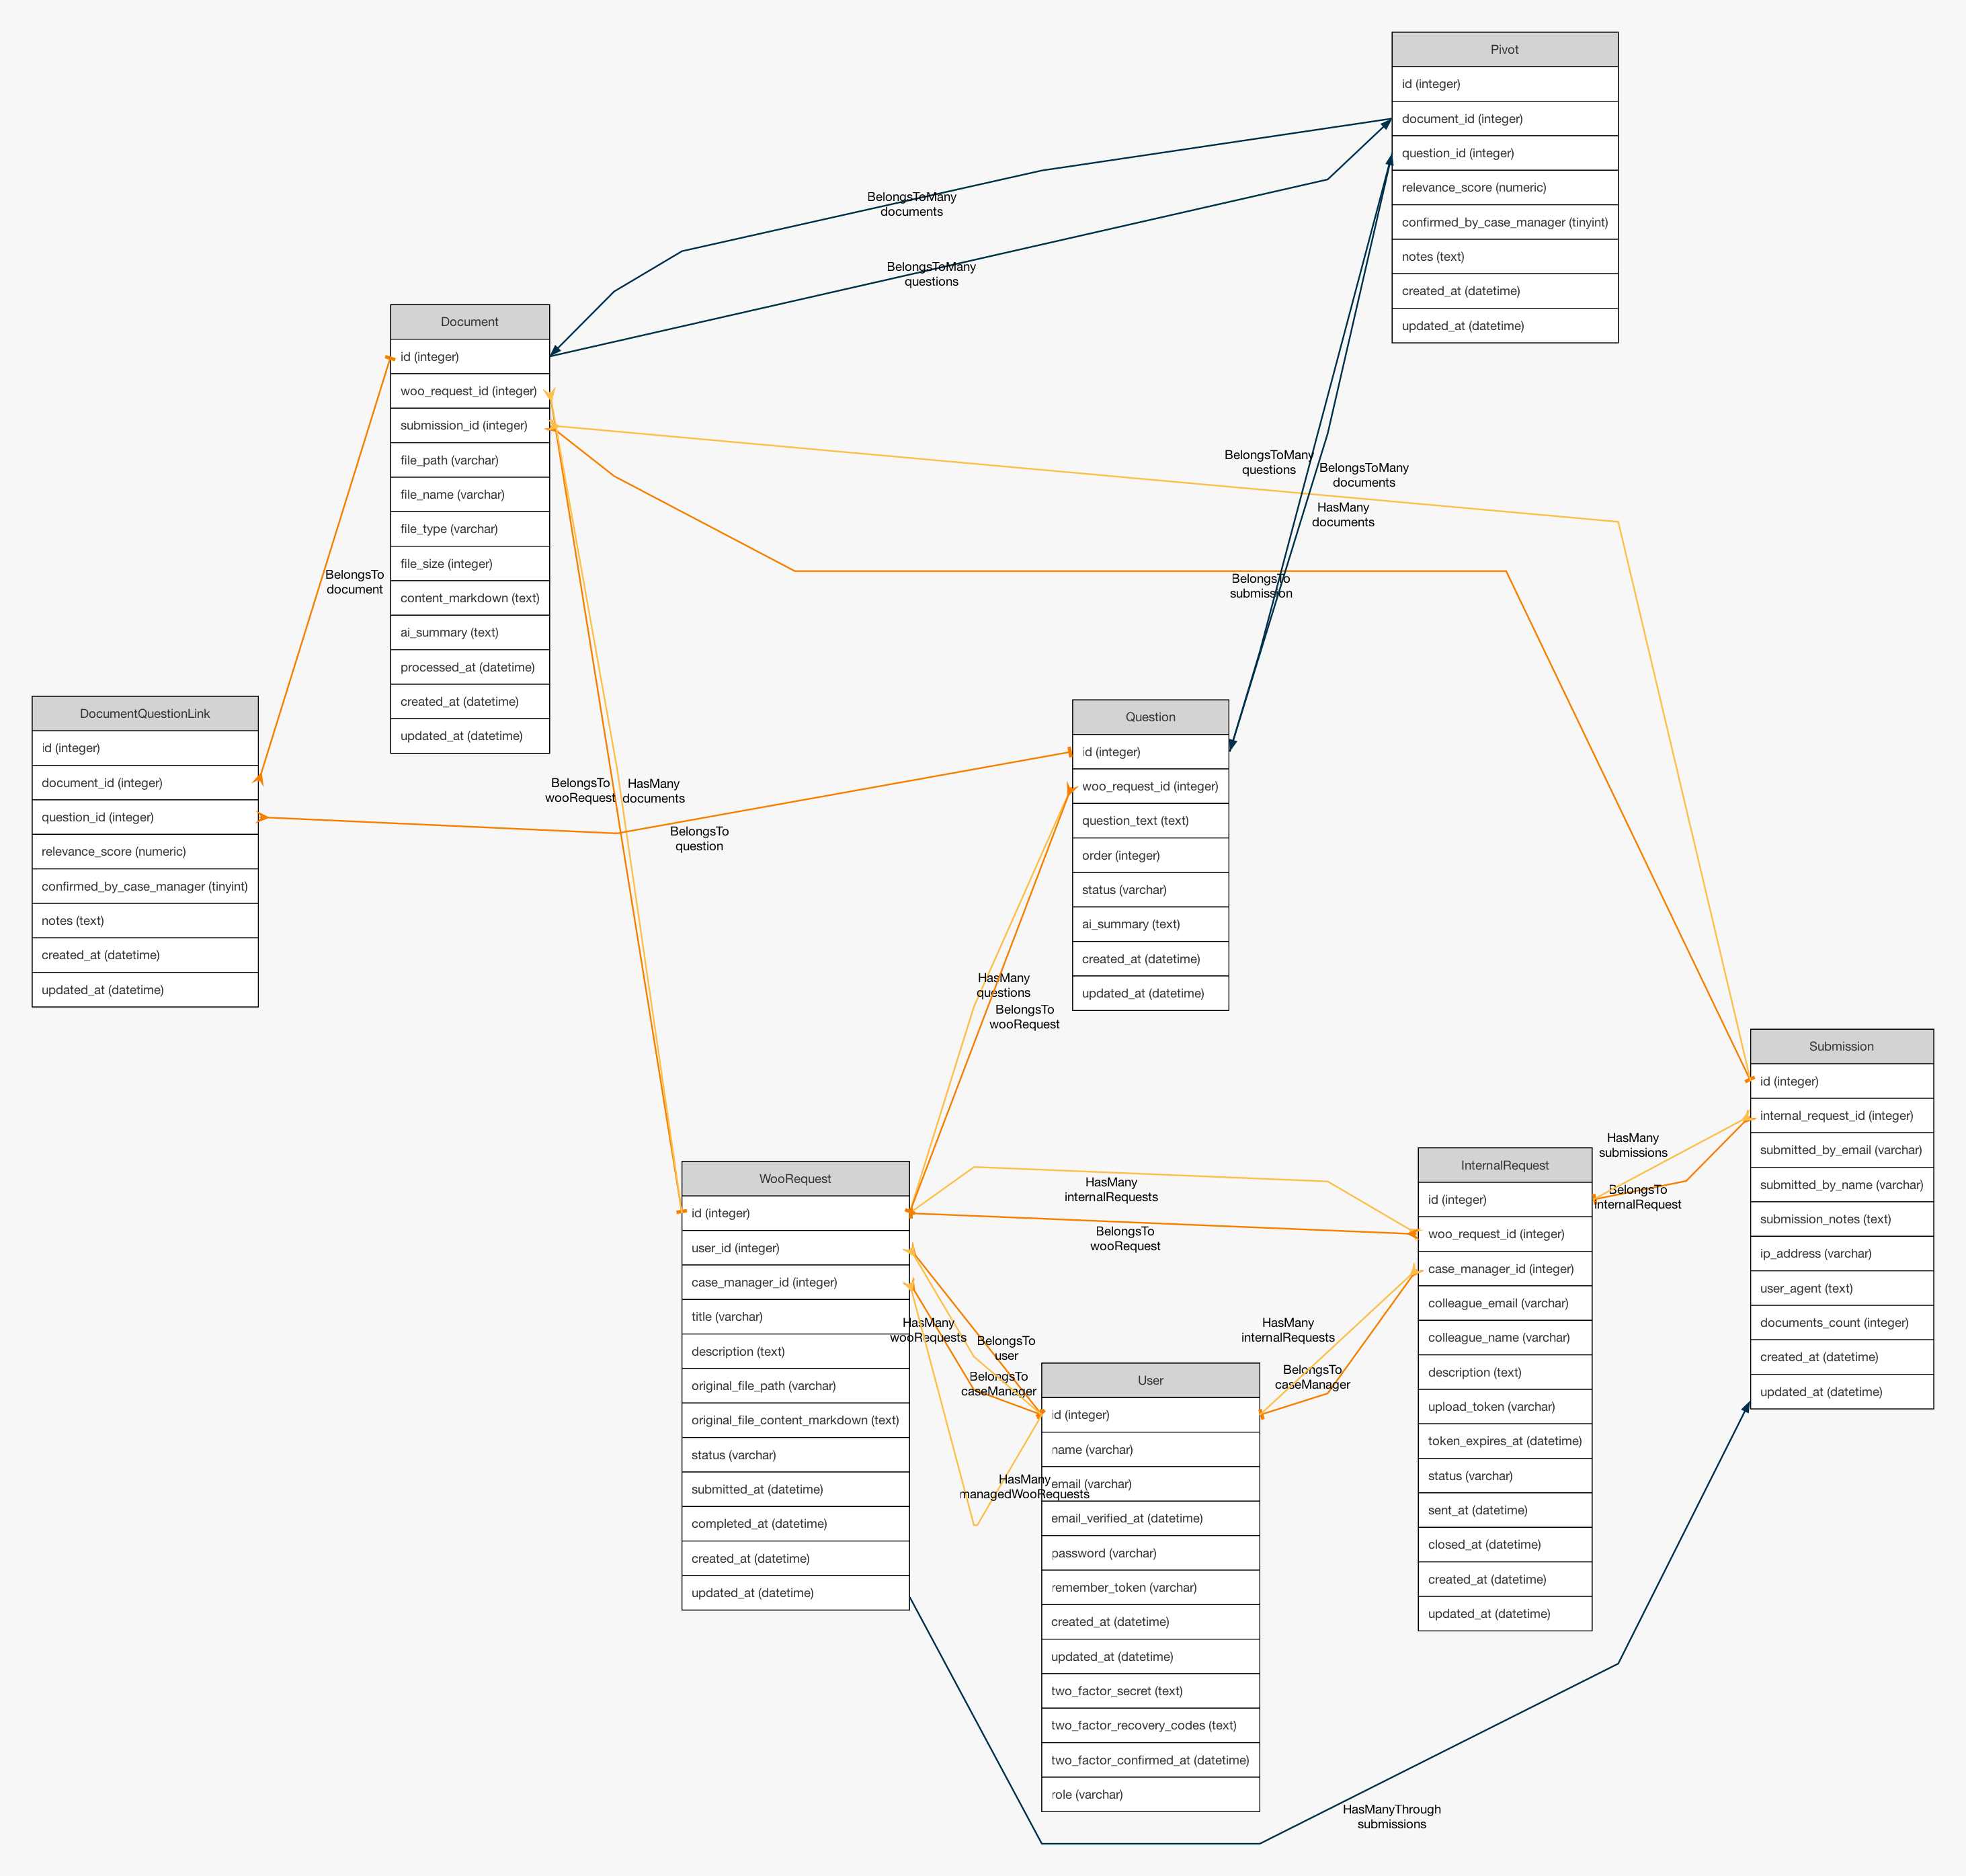 Pivot
id (integer)
document_id (integer)
question_id (integer)
relevance_score (numeric)
confirmed_by_case_manager (tinyint)
notes (text)
created_at (datetime)
updated_at (datetime)
BelongsToMany
documents
BelongsToMany
questions
Document
id (integer)
woo_request_id (integer)
submission_id (integer)
file_path (varchar)
file_name (varchar)
file_type (varchar)
file_size (integer)
content_markdown (text)
ai_summary (text)
processed_at (datetime)
created_at (datetime)
updated_at (datetime)
BelongsToMany
questions
BelongsToMany
documents
HasMany
documents
BelongsTo
submission
BelongsTo
document
DocumentQuestionLink
id (integer)
document_id (integer)
question_id (integer)
relevance_score (numeric)
confirmed_by_case_manager (tinyint)
notes (text)
created_at (datetime)
updated_at (datetime)
BelongsTo
wooRequest
HasMany
documents
BelongsTo
question
Question
id (integer)
woo_request_id (integer)
question_text (text)
order (integer)
status (varchar)
ai_summary (text)
created_at (datetime)
updated_at (datetime)
HasMany
questions
BelongsTo
wooRequest
Submission
id (integer)
internal_request_id (integer)
submitted_by_email (varchar)
submitted_by_name (varchar)
submission_notes (text)
ip_address (varchar)
user_agent (text)
documents_count (integer)
created_at (datetime)
updated_at (datetime)
HasMany
submissions
BelongsTo
internalRequest
WooRequest
id (integer)
user_id (integer)
case_manager_id (integer)
title (varchar)
description (text)
original_file_path (varchar)
original_file_content_markdown (text)
status (varchar)
submitted_at (datetime)
completed_at (datetime)
created_at (datetime)
updated_at (datetime)
HasMany
internalRequests
BelongsTo
wooRequest
InternalRequest
id (integer)
woo_request_id (integer)
case_manager_id (integer)
colleague_email (varchar)
colleague_name (varchar)
description (text)
upload_token (varchar)
token_expires_at (datetime)
status (varchar)
sent_at (datetime)
closed_at (datetime)
created_at (datetime)
updated_at (datetime)
HasMany
wooRequests
BelongsTo
user
BelongsTo
caseManager
HasMany
managedWooRequests
HasMany
internalRequests
BelongsTo
caseManager
User
id (integer)
name (varchar)
email (varchar)
email_verified_at (datetime)
password (varchar)
remember_token (varchar)
created_at (datetime)
updated_at (datetime)
two_factor_secret (text)
two_factor_recovery_codes (text)
two_factor_confirmed_at (datetime)
role (varchar)
HasManyThrough
submissions